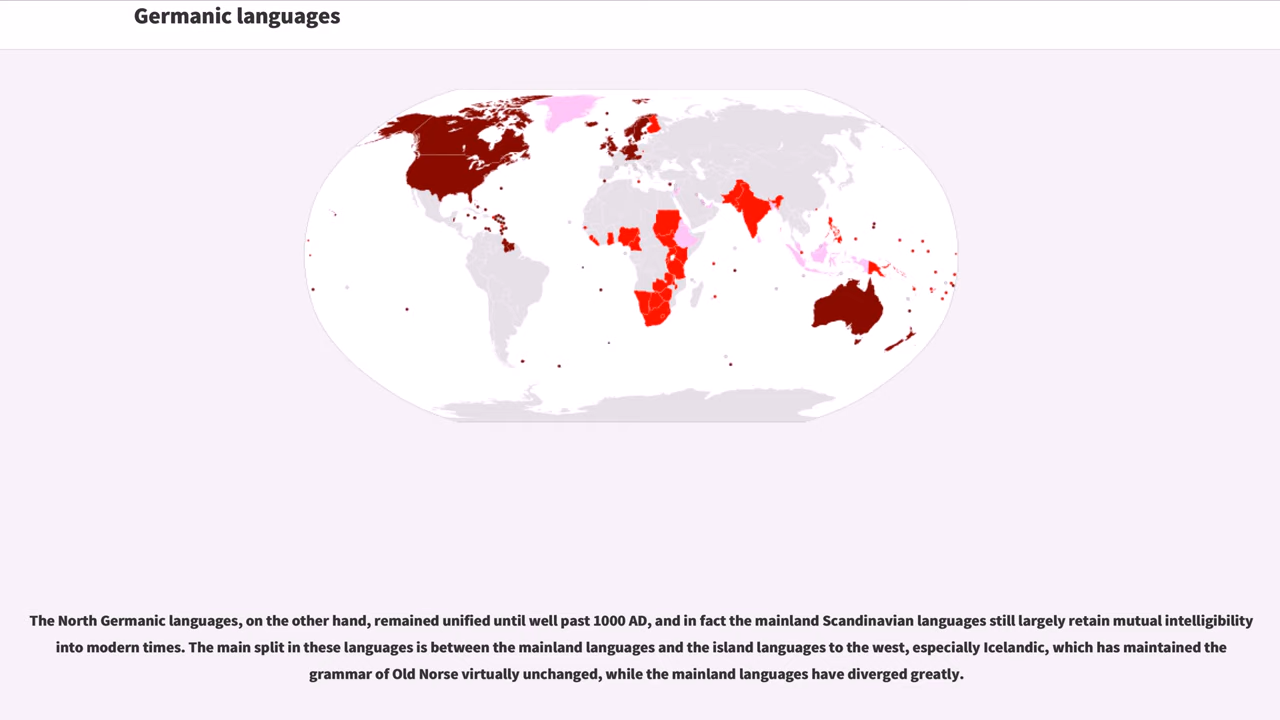 Germanic languages
The North Germanic languages, on the other hand, remained unified until well past 1000 AD, and in fact the mainland Scandinavian languages still largely retain mutual intelligibility
into modern times. The main split in these languages is between the mainland languages and the island languages to the west, especially Icelandic, which has maintained the
grammar of Old Norse virtually unchanged, while the mainland languages have diverged greatly.